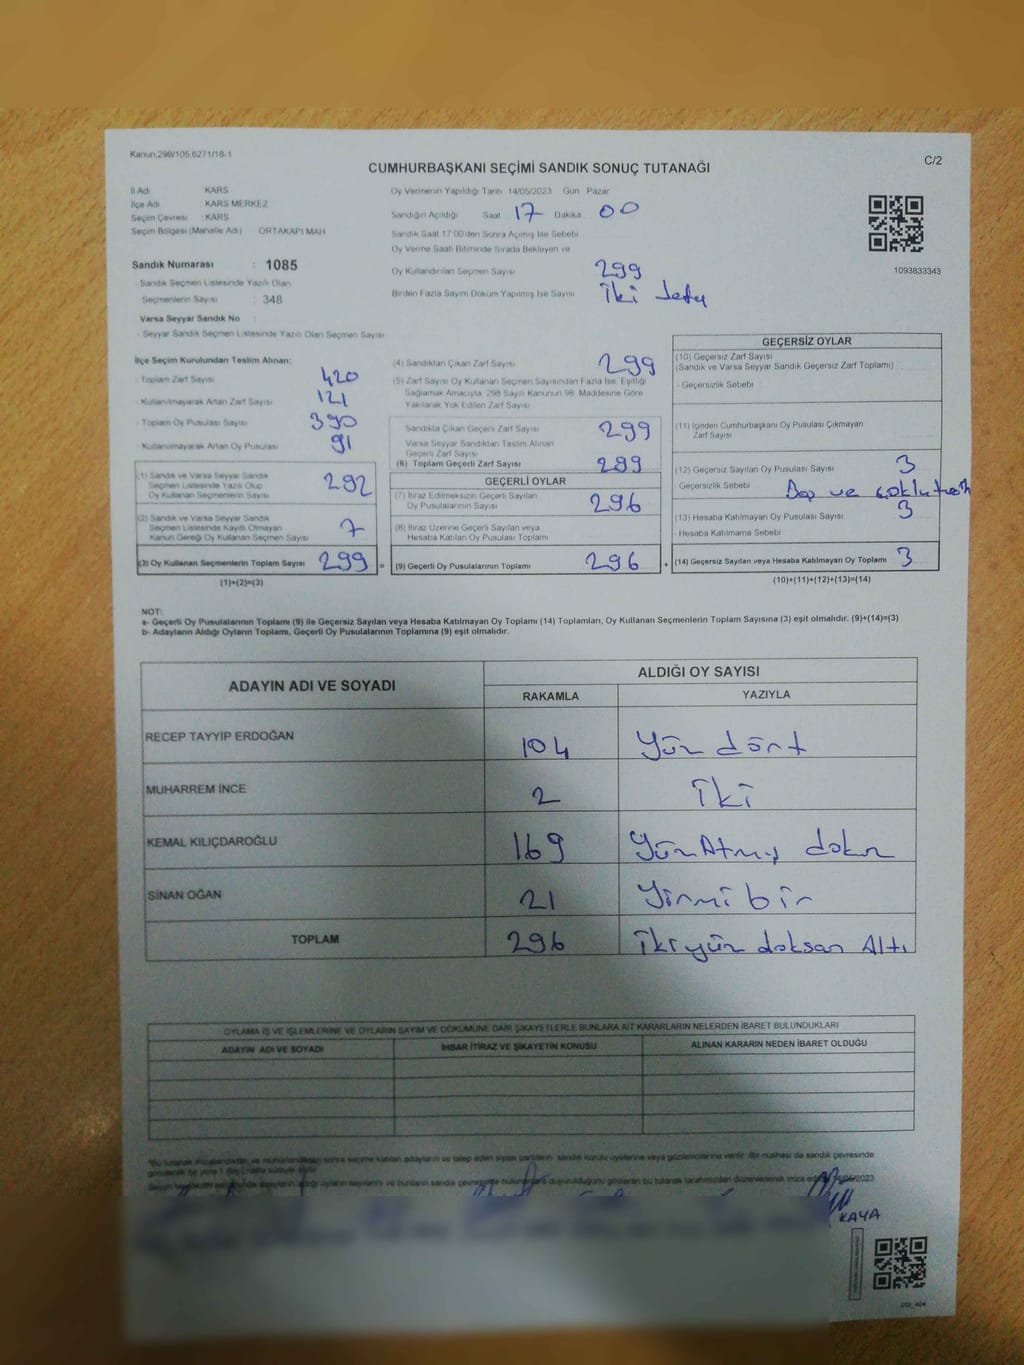 Kanun.298/105.6271/18-1
C/2
CUMHURBAŞKANI SEÇİMİ SANDIK SONUÇ TUTANAĞI
İl Adı KARS
İlçe Adı KARS MERKEZ
Seçim Çevresi : KARS
Seçim Bölgesi (Mahalle Adı) ORTAKAPI MAH
Sandık Numarası : 1085
Sandık Seçmen Listesinde Yazılı Olan
Seçmenlerin Sayısı : 348
Varsa Seyyar Sandık No :
- Seyyar Sandık Seçmen Listesinde Yazılı Olan Seçmen Sayısı :
Oy Vermenin Yapıldığı Tarih 14/05/2023 Gün Pazar
Sandığın Açıldığı Saat 17 Dakika 00
Sandık Saat 17:00'den Sonra Açılmış İse Sebebi
Oy Verme Saati Bitiminde Sırada Bekleyen ve
Oy Kullandırılan Seçmen Sayısı 299
Birden Fazla Sayım Döküm Yapılmış İse Sayısı İki
1093833343
İlçe Seçim Kurulundan Teslim Alınan:
Toplam Zarf Sayısı 420
Kullanılmayarak Artan Zarf Sayısı 121
Toplam Oy Pusulası Sayısı 390
Kullanılmayarak Artan Oy Pusulası 91
(1) Sandık ve Varsa Seyyar Sandık
Seçmen Listesinde Yazılı Olup
Oy Kullanan Seçmenlerin Sayısı 292
(2) Sandık ve Varsa Seyyar Sandık
Seçmen Listesinde Kayıtlı Olmayan
Kanun Gereği Oy Kullanan Seçmen Sayısı 7
(3) Oy Kullanan Seçmenlerin Toplam Sayısı 299 =
(1)+(2)=(3)
(4) Sandıktan Çıkan Zarf Sayısı 299
(5) Zarf Sayısı Oy Kullanan Seçmen Sayısından Fazla İse, Eşitliği
Sağlamak Amacıyla, 298 Sayılı Kanunun 98. Maddesine Göre
Yakılarak Yok Edilen Zarf Sayısı
Sandıkta Çıkan Geçerli Zarf Sayısı 299
Varsa Seyyar Sandıktan Teslim Alınan
Geçerli Zarf Sayısı
(6) Toplam Geçerli Zarf Sayısı 299
GEÇERLİ OYLAR
(7) İtiraz Edilmeksizin Geçerli Sayılan
Oy Pusulalarının Sayısı 296
(8) İtiraz Üzerine Geçerli Sayılan veya
Hesaba Katılan Oy Pusulası Toplamı
(9) Geçerli Oy Pusulalarının Toplamı 296 +
GEÇERSİZ OYLAR
(10) Geçersiz Zarf Sayısı
(Sandık ve Varsa Seyyar Sandık Geçersiz Zarf Toplamı)
- Geçersizlik Sebebi
(11) İçinden Cumhurbaşkanı Oy Pusulası Çıkmayan
Zarf Sayısı
(12) Geçersiz Sayılan Oy Pusulası Sayısı 3
Geçersizlik Sebebi ve
(13) Hesaba Katılmayan Oy Pusulası Sayısı 3
- Hesaba Katılmama Sebebi
(14) Geçersiz Sayılan veya Hesaba Katılmayan Oy Toplamı 3
(10)+(11)+(12)+(13)=(14)
NOT:
a- Geçerli Oy Pusulalarının Toplamı (9) ile Geçersiz Sayılan veya Hesaba Katılmayan Oy Toplamı (14) Toplamları, Oy Kullanan Seçmenlerin Toplam Sayısına (3) eşit olmalıdır. (9)+(14)=(3)
b- Adayların Aldığı Oyların Toplamı, Geçerli Oy Pusulalarının Toplamına (9) eşit olmalıdır.
ADAYIN ADI VE SOYADI
ALDIĞI OY SAYISI
RAKAMLA YAZIYLA
RECEP TAYYİP ERDOĞAN 104 Yüz dört
MUHARREM İNCE 2 İki
KEMAL KILIÇDAROĞLU 169 YüzAtmış dokz
SİNAN OĞAN 21 Yirmi bir
TOPLAM 296 İkiyüz doksan Altı
OYLAMA İŞ VE İŞLEMLERİNE VE OYLARIN SAYIM VE DÖKÜMÜNE DAİR ŞİKAYETLERLE BUNLARA AİT KARARLARIN NELERDEN İBARET BULUNDUKLARI
ADAYIN ADI VE SOYADI İHBAR İTİRAZ VE ŞİKAYETİN KONUSU ALINAN KARARIN NEDEN İBARET OLDUĞU
KAYA